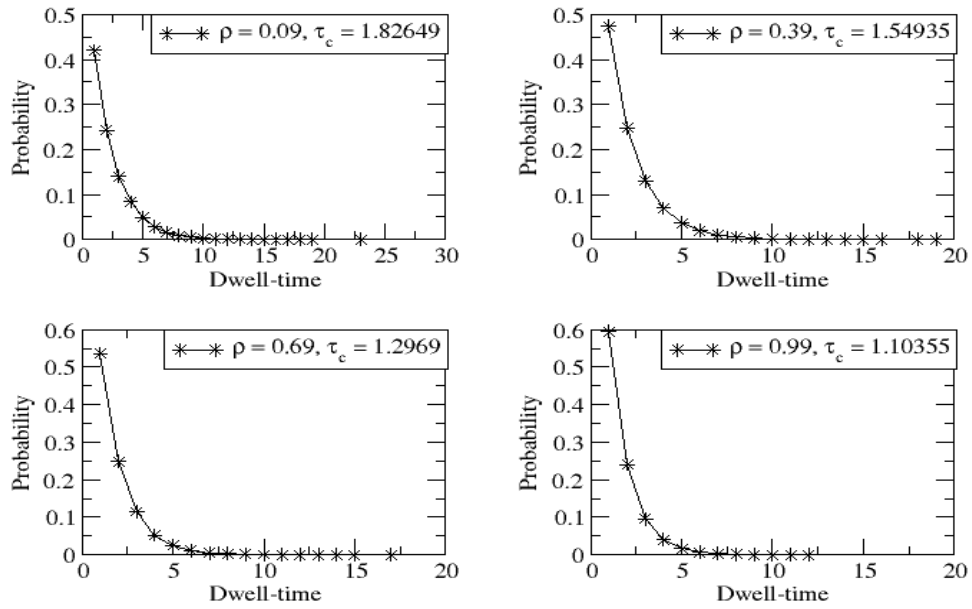 0.5
0.4
0.3
0.2
0.1
0
Probability
ρ = 0.09, τc = 1.82649
0 5 10 15 20 25 30
Dwell-time
0.5
0.4
0.3
0.2
0.1
0
Probability
ρ = 0.39, τc = 1.54935
0 5 10 15 20
Dwell-time
0.6
0.5
0.4
0.3
0.2
0.1
0
Probability
ρ = 0.69, τc = 1.2969
0 5 10 15 20
Dwell-time
0.6
0.5
0.4
0.3
0.2
0.1
0
Probability
ρ = 0.99, τc = 1.10355
0 5 10 15 20
Dwell-time